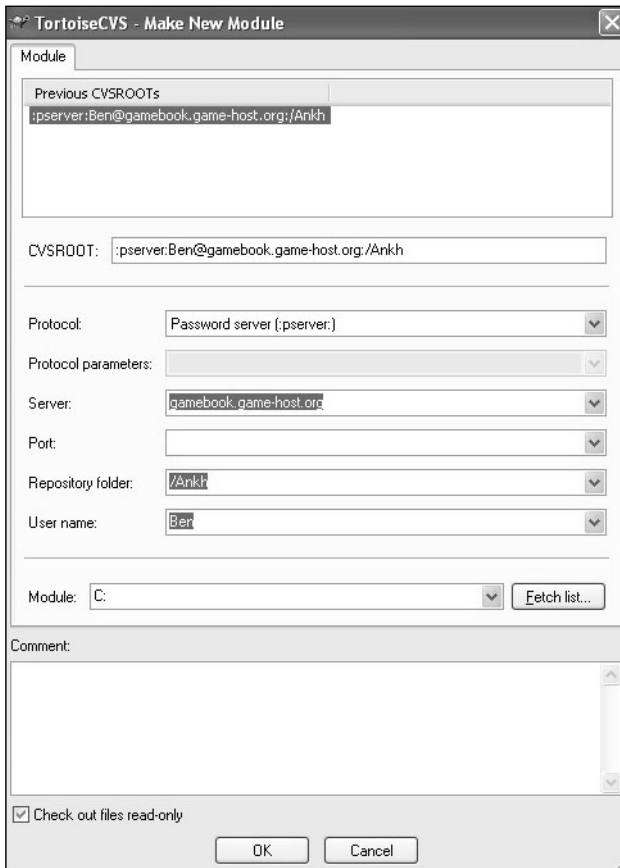 TortoiseCVS - Make New Module
Module
Previous CVSROOTs
:pserver:Ben@gamebook.game-host.org:/Ankh
CVSROOT: :pserver:Ben@gamebook.game-host.org:/Ankh
Protocol: Password server (:pserver:)
Protocol parameters:
Server: gamebook.game-host.org
Port:
Repository folder: /Ankh
User name: Ben
Module: C: Fetch list...
Comment:
Check out files read-only
OK Cancel